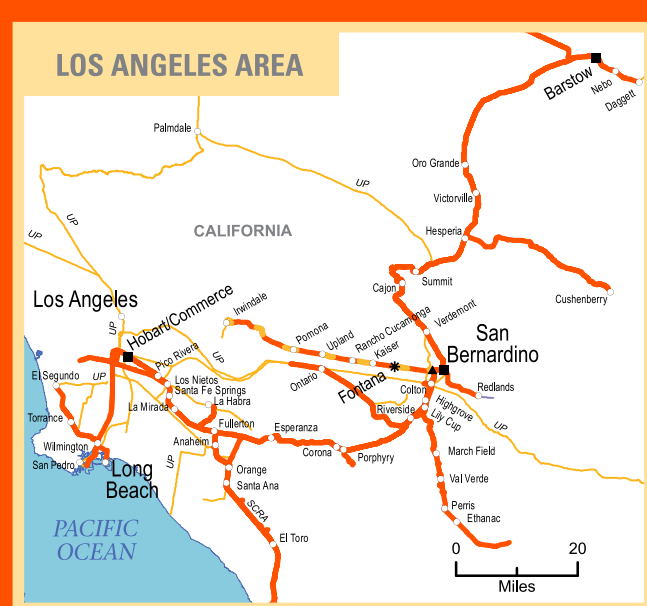 LOS ANGELES AREA
Barstow
Nebo
Daggett
Palmdale
Oro Grande
UP
UP
Victorville
UP
CALIFORNIA
Hesperia
Summit
Cajon
Cushenberry
Los Angeles
Hobart/Commerce
Irwindale
UP
Pomona
Upland
Rancho Cucamonga
Kaiser
Verdemont
San
Bernardino
UP
Pico Rivera
El Segundo
UP
Los Nietos
Santa Fe Springs
La Habra
Ontario
Fontana
Colton
Redlands
La Mirada
Torrance
Riverside
Highgrove
Lily Cup
UP
Fullerton
Esperanza
Anaheim
Wilmington
San Pedro
Long
Beach
UP
Corona
Porphyry
March Field
Orange
Santa Ana
Val Verde
SCRA
Perris
Ethanac
PACIFIC
OCEAN
El Toro
0
20
Miles